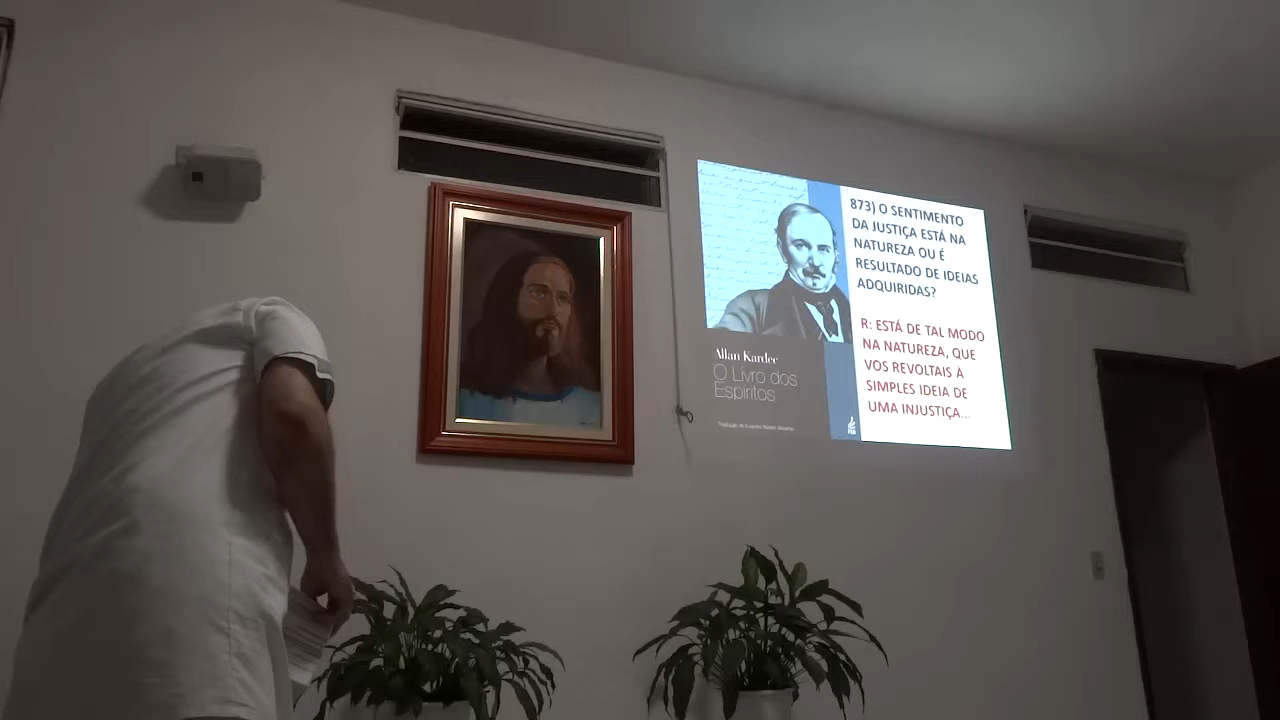 873) O SENTIMENTO
DA JUSTIÇA ESTÁ NA
NATUREZA OU É
RESULTADO DE IDEIAS
ADQUIRIDAS?
R: ESTÁ DE TAL MODO
NA NATUREZA, QUE
VOS REVOLTAIS À
SIMPLES IDEIA DE
UMA INJUSTIÇA...
Allan Kardec
O Livro dos
Espíritos